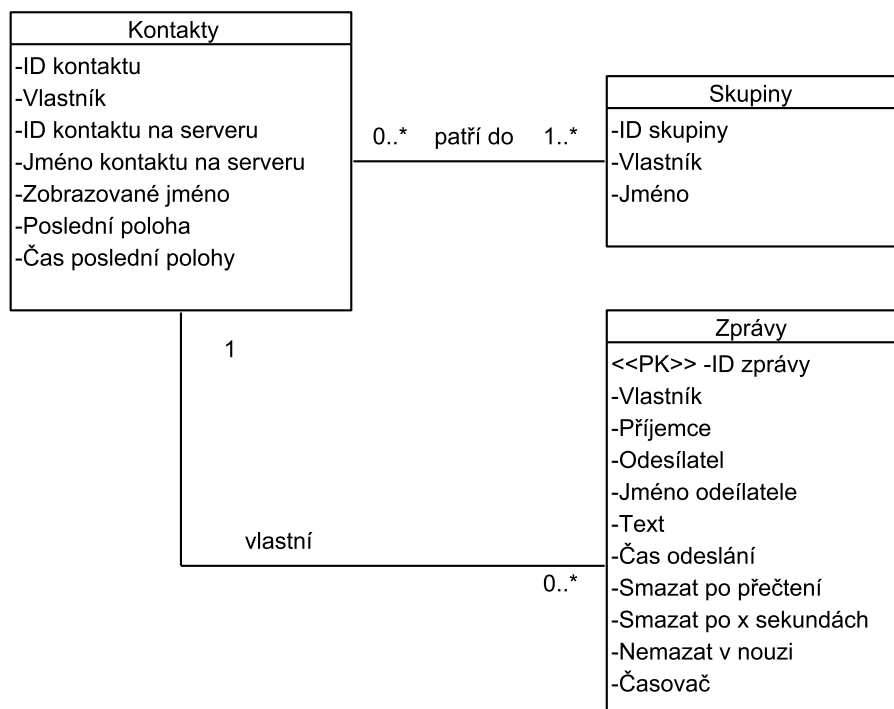 Kontakty
-ID kontaktu
-Vlastník
-ID kontaktu na serveru
-Jméno kontaktu na serveru
-Zobrazované jméno
-Poslední poloha
-Čas poslední polohy
0..* patří do 1..*
Skupiny
-ID skupiny
-Vlastník
-Jméno
1
vlastní
0..*
Zprávy
<<PK>> -ID zprávy
-Vlastník
-Příjemce
-Odesílatel
-Jméno odeílatele
-Text
-Čas odeslání
-Smazat po přečtení
-Smazat po x sekundách
-Nemazat v nouzi
-Časovač